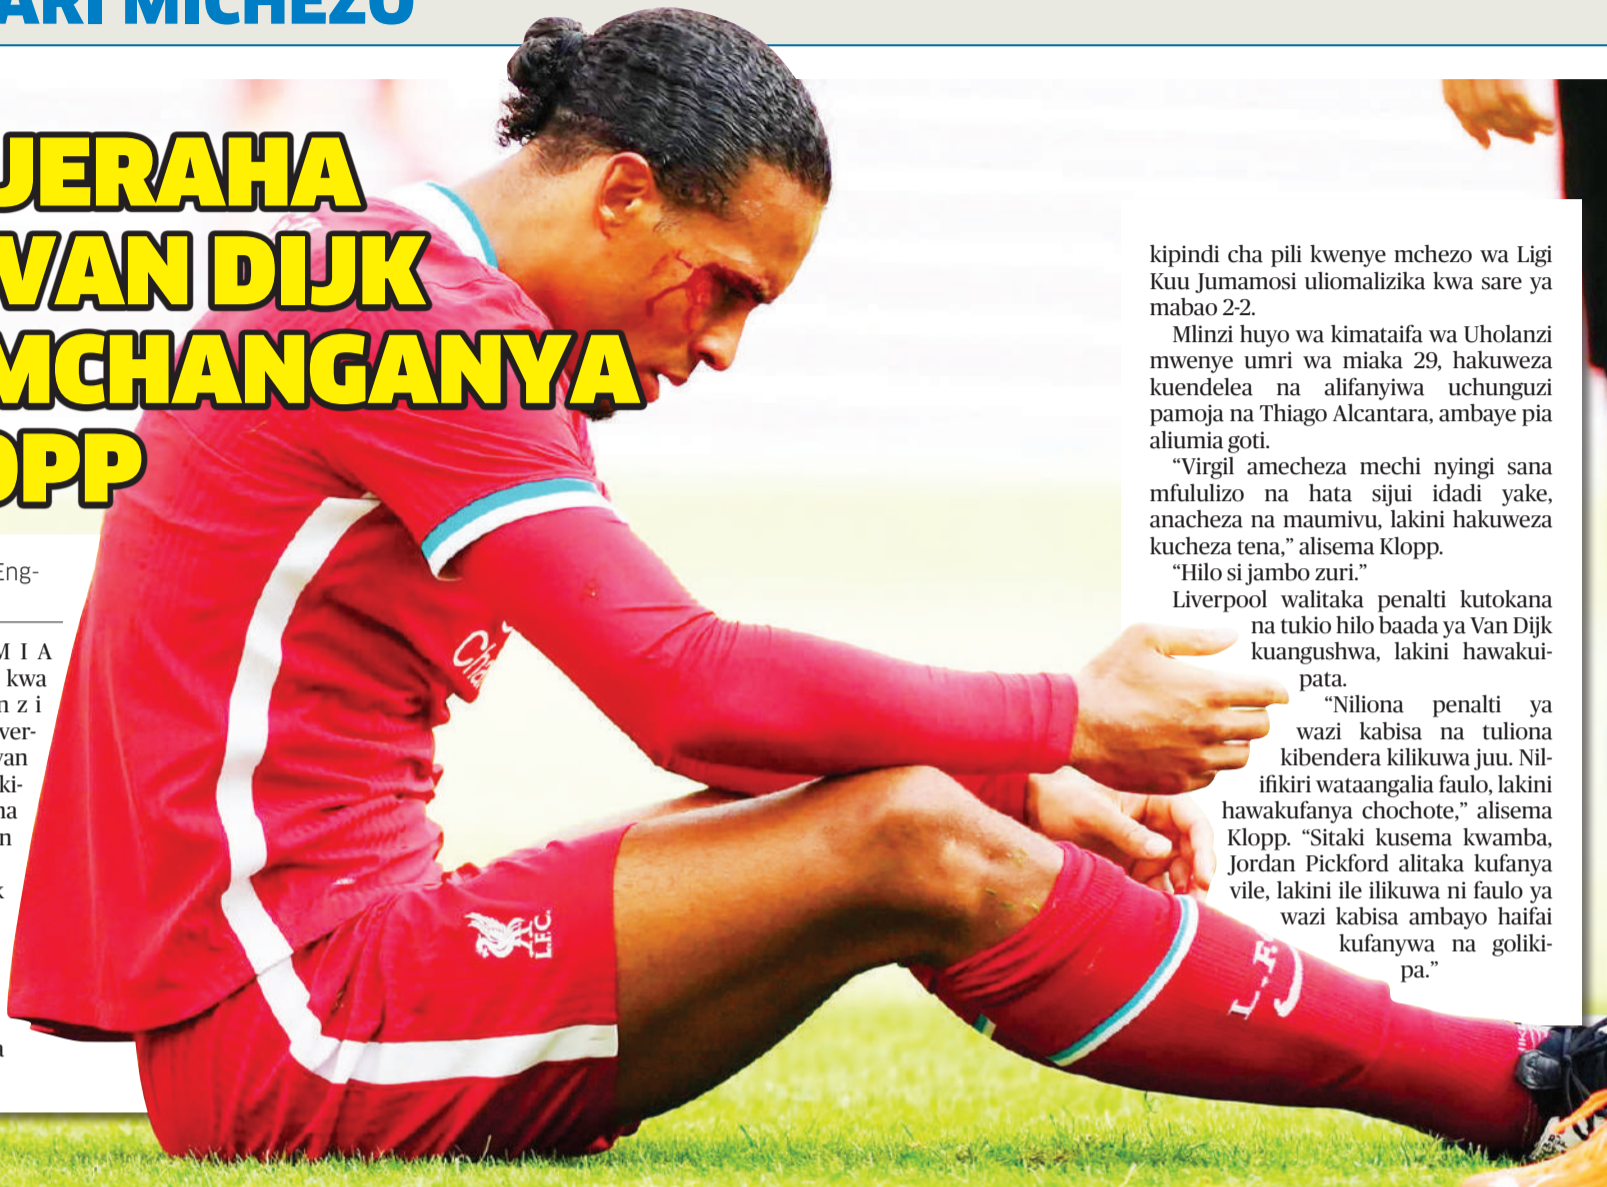 MICHEZO
JERAHA
VAN DIJK
MCHANGANYA
OPP
Eng-
M I A
kwa
n z i
ver-
van
ki-
na
n
k
a
kipindi cha pili kwenye mchezo wa Ligi
Kuu Jumamosi uliomalizika kwa sare ya
mabao 2-2.
Mlinzi huyo wa kimataifa wa Uholanzi
mwenye umri wa miaka 29, hakuweza
kuendelea na alifanyiwa uchunguzi
pamoja na Thiago Alcantara, ambaye pia
aliumia goti.
“Virgil amecheza mechi nyingi sana
mfululizo na hata sijui idadi yake,
anacheza na maumivu, lakini hakuweza
kucheza tena,” alisema Klopp.
“Hilo si jambo zuri.”
Liverpool walitaka penalti kutokana
na tukio hilo baada ya Van Dijk
kuangushwa, lakini hawakui-
pata.
“Niliona penalti ya
wazi kabisa na tuliona
kibendera kilikuwa juu. Nil-
ifikiri wataangalia faulo, lakini
hawakufanya chochote,” alisema
Klopp. “Sitaki kusema kwamba,
Jordan Pickford alitaka kufanya
vile, lakini ile ilikuwa ni faulo ya
wazi kabisa ambayo haifai
kufanywa na goliki-
pa.”
L.F.C.